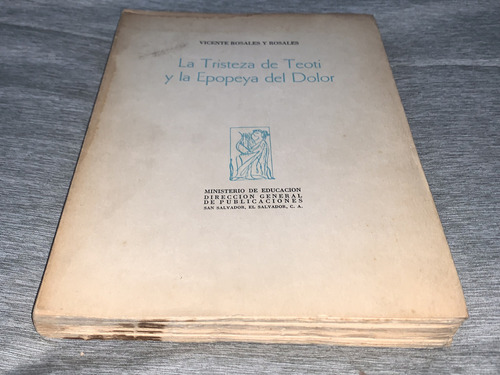 VICENTE ROSALES Y ROSALES
La Tristeza de Teoti
y la Epopeya del Dolor
MINISTERIO DE EDUCACION
DIRECCION GENERAL
DE PUBLICACIONES
SAN SALVADOR, EL SALVADOR, C. A.